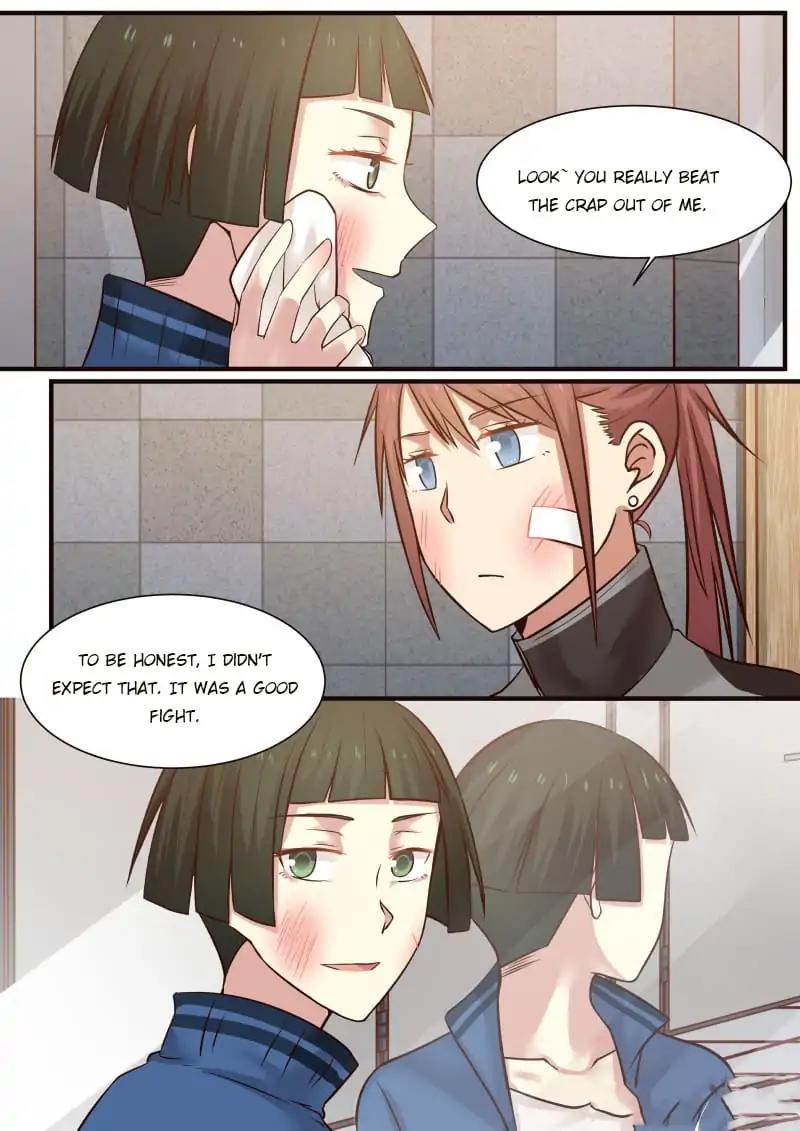 LOOK~ YOU REALLY BEAT
THE CRAP OUT OF ME.
TO BE HONEST, I DIDN'T
EXPECT THAT. IT WAS A GOOD
FIGHT.